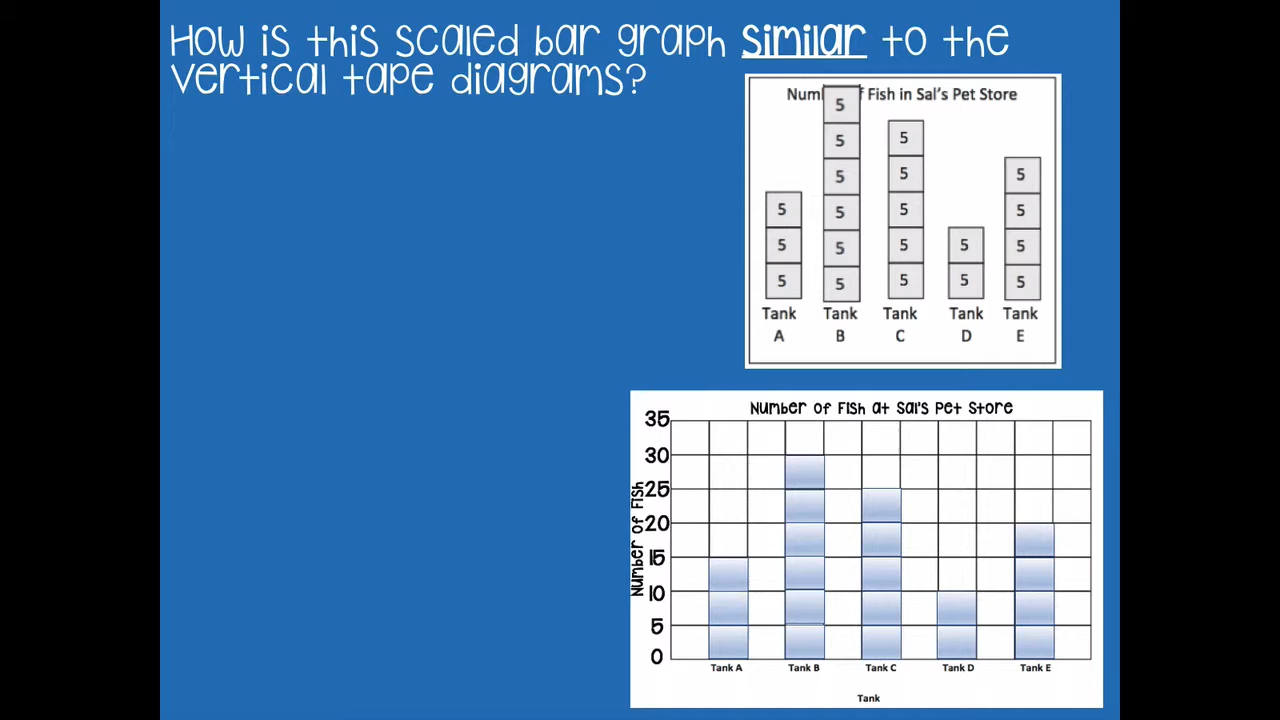 How is this scaled bar graph similar to the
vertical tape diagrams?
Fish in Sal's Pet Store
5
5 5
5 5 5
5 5 5 5
5 5 5 5 5
5 5 5 5 5
Tank Tank Tank Tank Tank
A B C D E
Number of Fish at Sal's Pet Store
35
30
25
20
15
10
5
0
Number of Fish
Tank A Tank B Tank C Tank D Tank E
Tank